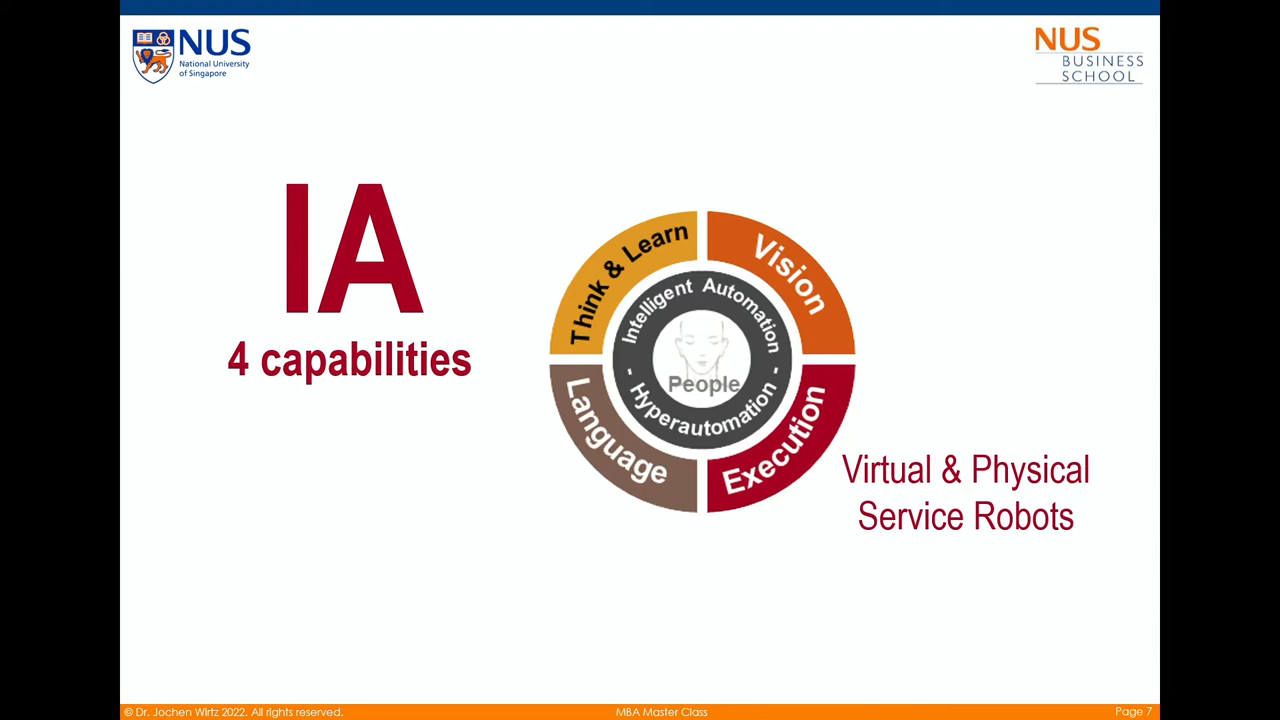 NUS
National University
of Singapore
NUS
BUSINESS
SCHOOL
IA
4 capabilities
Think & Learn
Vision
Intelligent Automation
People
- Hyperautomation -
Language
Execution
Virtual & Physical
Service Robots
© Dr. Jochen Wirtz 2022. All rights reserved.
MBA Master Class
Page 7